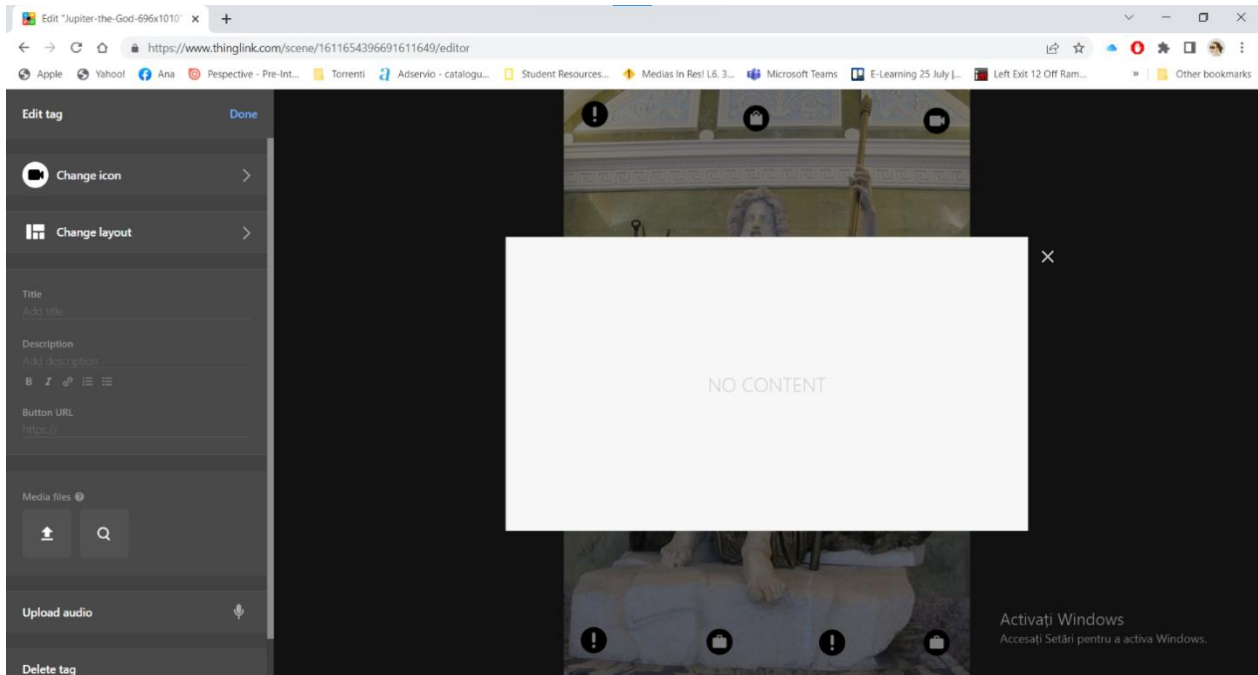 Edit "Jupiter-the-God-696x1010"
https://www.thinglink.com/scene/1611654396691611649/editor
Apple Yahoo! Ana Pespective - Pre-Int... Torrenti Adservio - catalogu... Student Resources... Medias In Res! L6. 3... Microsoft Teams E-Learning 25 July J... Left Exit 12 Off Ram... » Other bookmarks
Edit tag Done
Change icon
Change layout
Title
Add title
Description
Add description
B I
Button URL
https://
Media files
Upload audio
Delete tag
NO CONTENT
Activați Windows
Accesați Setări pentru a activa Windows.